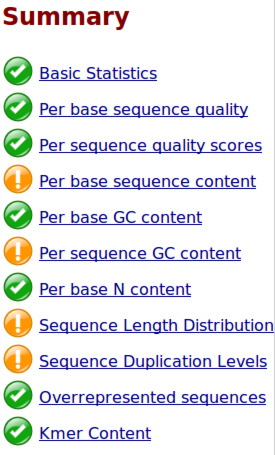 Summary
Basic Statistics
Per base sequence quality
Per sequence quality scores
Per base sequence content
Per base GC content
Per sequence GC content
Per base N content
Sequence Length Distribution
Sequence Duplication Levels
Overrepresented sequences
Kmer Content